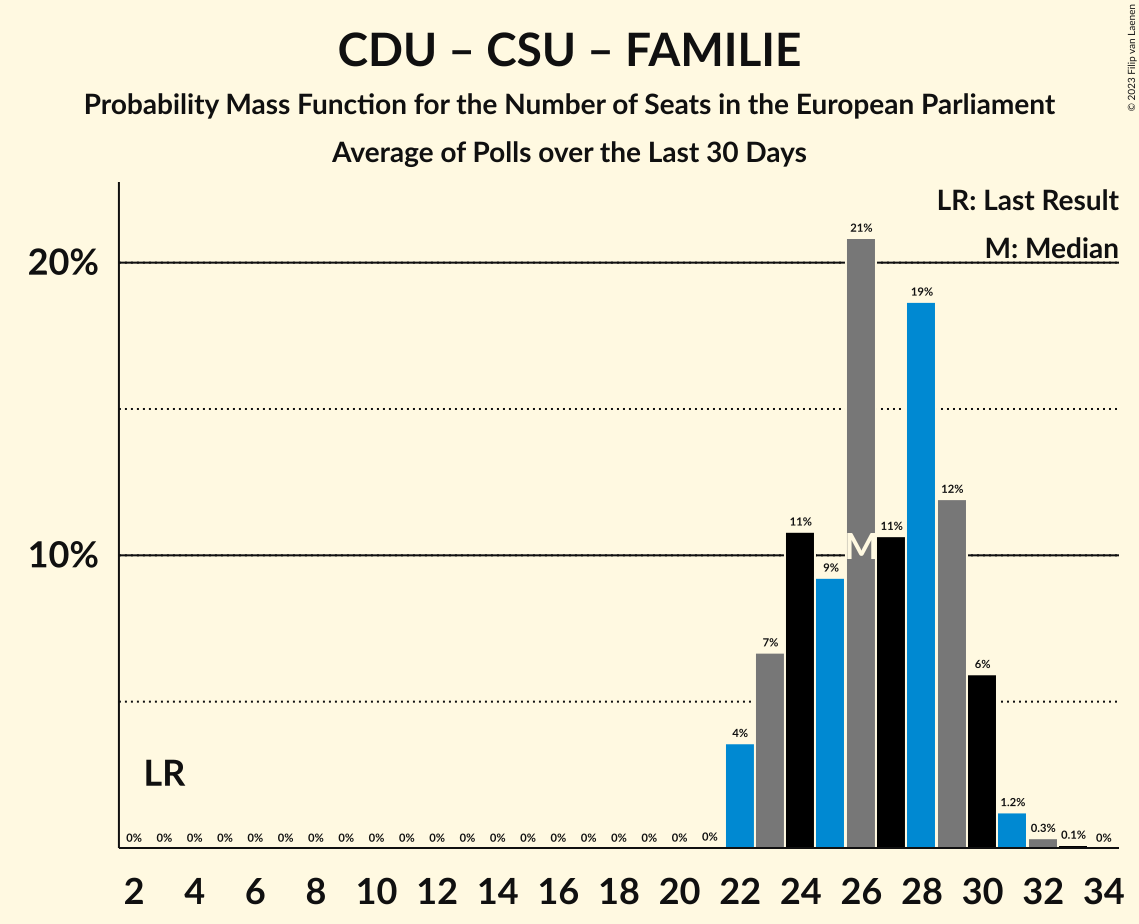 CDU – CSU – FAMILIE
Probability Mass Function for the Number of Seats in the European Parliament
Average of Polls over the Last 30 Days
© 2023 Filip van Laenen
LR: Last Result
M: Median
20%
10%
21%
19%
12%
11%
11%
9%
M
7%
6%
4%
LR
1.2%
0.3%
0.1%
0% 0% 0% 0% 0% 0% 0% 0% 0% 0% 0% 0% 0% 0% 0% 0% 0% 0% 0% 0% 0%
2 4 6 8 10 12 14 16 18 20 22 24 26 28 30 32 34